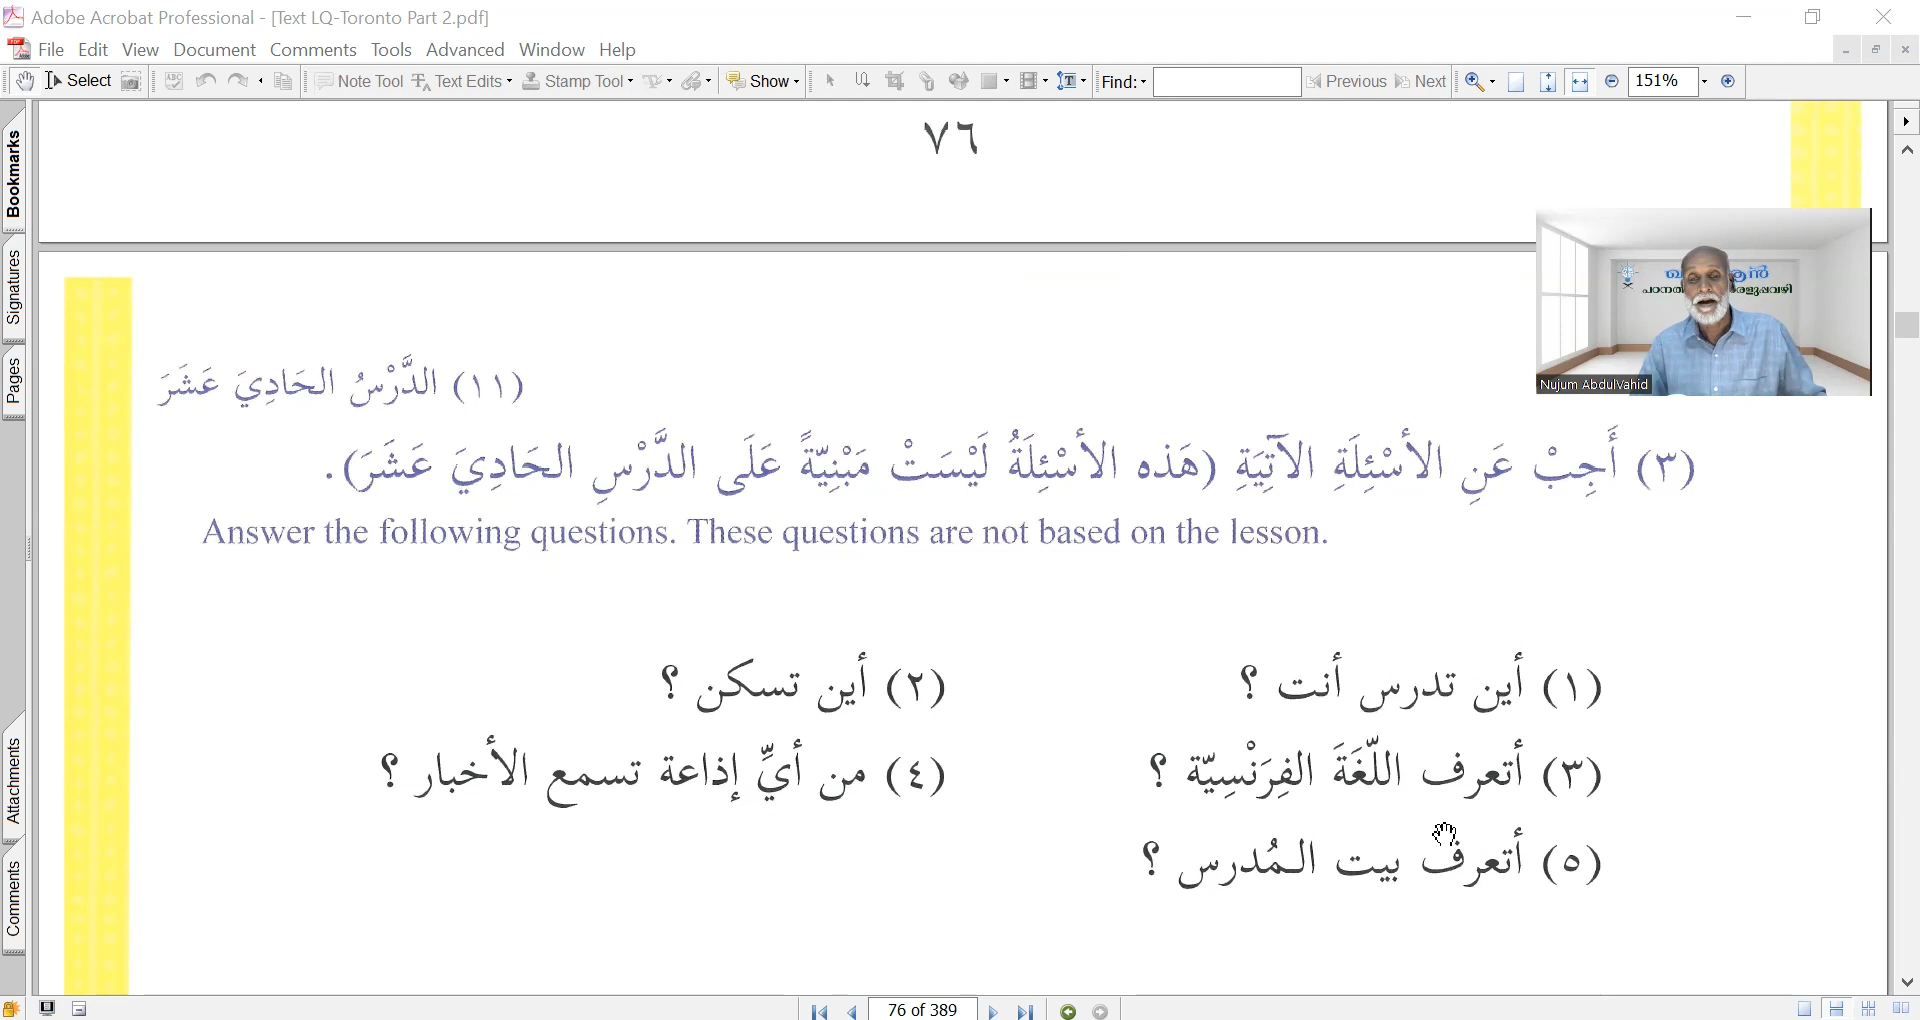 Adobe Acrobat Professional - [Text LQ-Toronto Part 2.pdf]
File Edit View Document Comments Tools Advanced Window Help
Select Note Tool Text Edits Stamp Tool Show Find: Previous Next 151%
Bookmarks
Signatures
Pages
Attachments
Comments
٧٦
Nujum AbdulVahid
(١١) الدَّرْسُ الحَادِيَ عَشَرَ
(٣) أَجِبْ عَنِ الأَسْئِلَةِ الآتِيَةِ (هَذه الأَسْئِلَةُ لَيْسَتْ مَبْنِيّةً عَلَى الدَّرْسِ الحَادِيَ عَشَرَ).
Answer the following questions. These questions are not based on the lesson.
(١) أين تدرس أنت ؟
(٢) أين تسكن ؟
(٣) أتعرف اللّغَةَ الفِرَنْسِيّة ؟
(٤) من أيِّ إذاعة تسمع الأخبار ؟
(٥) أتعرف بيت الـمُدرس ؟
76 of 389